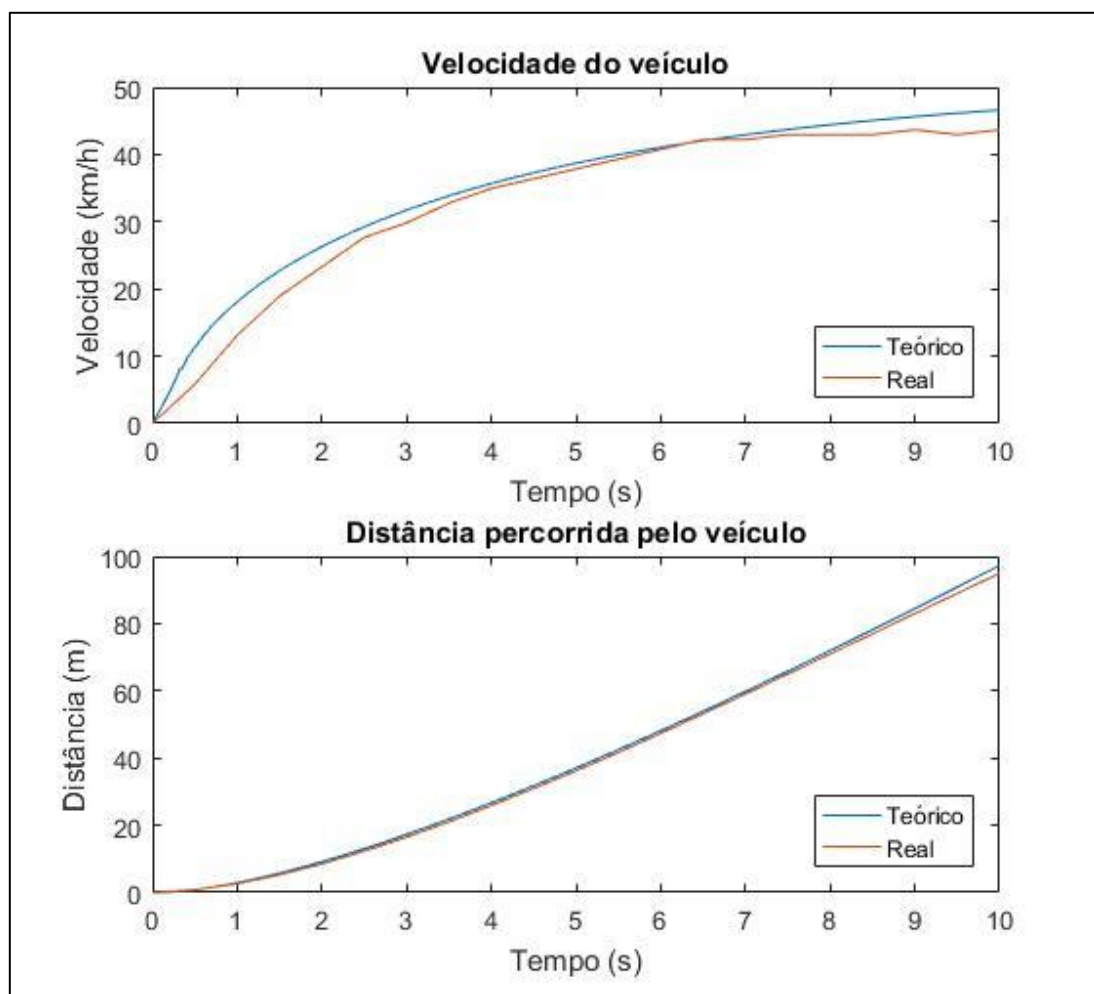 Velocidade do veículo
Velocidade (km/h)
50
40
30
20
10
0
0 1 2 3 4 5 6 7 8 9 10
Tempo (s)
Teórico
Real
Distância percorrida pelo veículo
Distância (m)
100
80
60
40
20
0
0 1 2 3 4 5 6 7 8 9 10
Tempo (s)
Teórico
Real